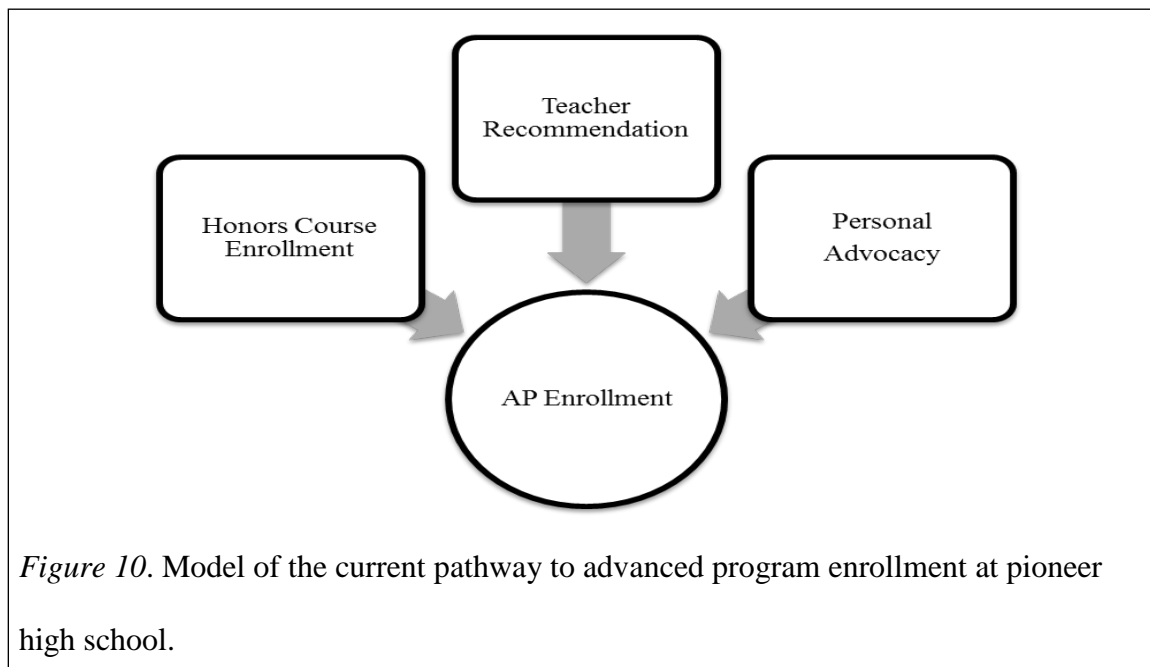 Teacher
Recommendation
Honors Course
Enrollment
Personal
Advocacy
AP Enrollment
Figure 10. Model of the current pathway to advanced program enrollment at pioneer
high school.